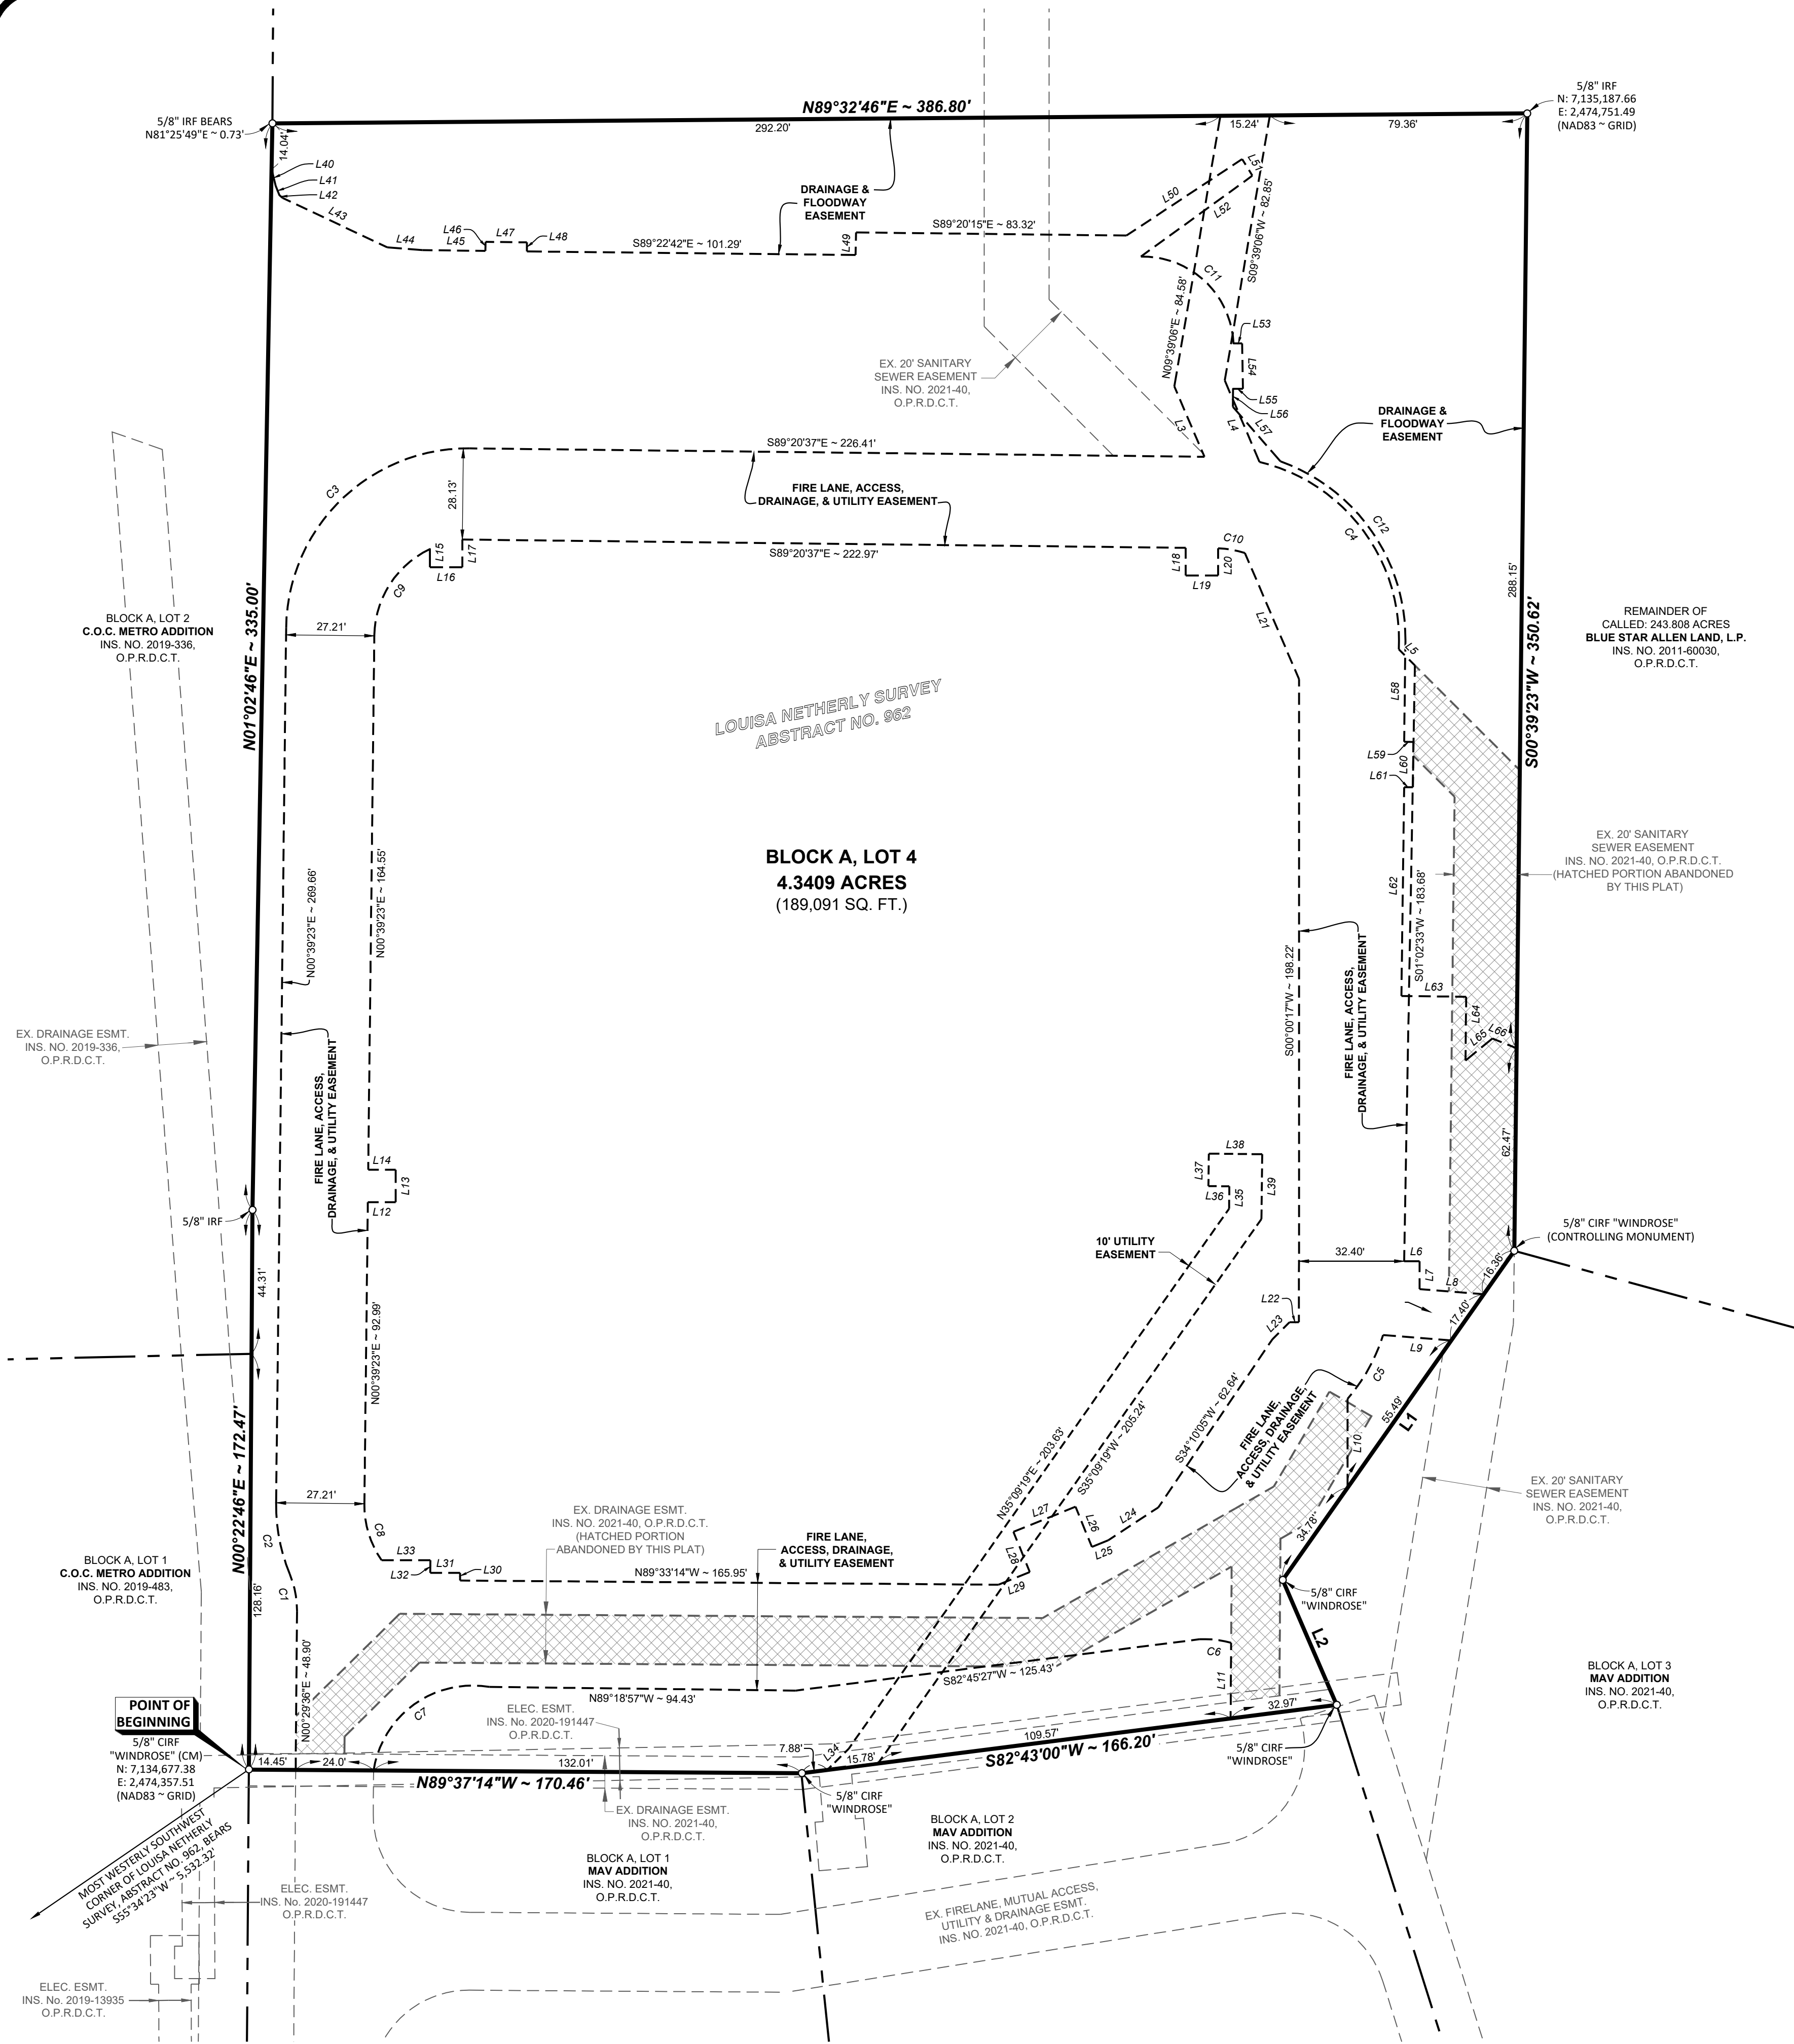 N89°32'46"E ~ 386.80'
5/8" IRF
N: 7,135,187.66
E: 2,474,751.49
(NAD83 ~ GRID)
5/8" IRF BEARS
N81°25'49"E ~ 0.73'
292.20'
15.24'
79.36'
14.04'
L40
L41
L42
L43
L44
L45
L46
L47
L48
S89°22'42"E ~ 101.29'
L49
S89°20'15"E ~ 83.32'
L50
L51
L52
DRAINAGE &
FLOODWAY
EASEMENT
C11
S09°39'06"W ~ 82.85'
N09°39'06"E ~ 84.58'
L53
L54
L55
L56
L57
L3
L4
EX. 20' SANITARY
SEWER EASEMENT
INS. NO. 2021-40,
O.P.R.D.C.T.
DRAINAGE &
FLOODWAY
EASEMENT
S89°20'37"E ~ 226.41'
C3
28.13'
FIRE LANE, ACCESS,
DRAINAGE, & UTILITY EASEMENT
S89°20'37"E ~ 222.97'
L15
L16
L17
L18
L19
L20
C10
L21
C9
C12
C4
288.15'
27.21'
BLOCK A, LOT 2
C.O.C. METRO ADDITION
INS. NO. 2019-336,
O.P.R.D.C.T.
N01°02'46"E ~ 335.00'
REMAINDER OF
CALLED: 243.808 ACRES
BLUE STAR ALLEN LAND, L.P.
INS. NO. 2011-60030,
O.P.R.D.C.T.
S00°39'23"W ~ 350.62'
LOUISA NETHERLY SURVEY
ABSTRACT NO. 962
L5
L58
L59
L60
L61
L62
S01°02'33"W ~ 183.68'
BLOCK A, LOT 4
4.3409 ACRES
(189,091 SQ. FT.)
EX. 20' SANITARY
SEWER EASEMENT
INS. NO. 2021-40, O.P.R.D.C.T.
(HATCHED PORTION ABANDONED
BY THIS PLAT)
N00°39'23"E ~ 269.66'
N00°39'23"E ~ 164.55'
S00°00'17"W ~ 198.22'
L63
L64
L65
L66
EX. DRAINAGE ESMT.
INS. NO. 2019-336,
O.P.R.D.C.T.
FIRE LANE, ACCESS,
DRAINAGE, & UTILITY EASEMENT
FIRE LANE, ACCESS,
DRAINAGE, & UTILITY EASEMENT
62.47'
L14
L13
L12
L38
L37
L36
L35
L39
5/8" IRF
5/8" CIRF "WINDROSE"
(CONTROLLING MONUMENT)
10' UTILITY
EASEMENT
32.40'
L6
L7
L8
16.36'
44.31'
L22
L23
17.40'
L9
C5
N00°39'23"E ~ 92.99'
S34°10'05"W ~ 62.64'
FIRE LANE,
ACCESS, DRAINAGE,
& UTILITY EASEMENT
55.49'
L1
L10
N00°22'46"E ~ 172.47'
N35°09'19"E ~ 203.63'
S35°09'19"W ~ 205.24'
EX. 20' SANITARY
SEWER EASEMENT
INS. NO. 2021-40,
O.P.R.D.C.T.
27.21'
C8
C2
C1
EX. DRAINAGE ESMT.
INS. NO. 2021-40, O.P.R.D.C.T.
(HATCHED PORTION
ABANDONED BY THIS PLAT)
FIRE LANE,
ACCESS, DRAINAGE,
& UTILITY EASEMENT
L27
L26
L24
L25
L28
L29
34.78'
L33
L32
L31
L30
N89°33'14"W ~ 165.95'
BLOCK A, LOT 1
C.O.C. METRO ADDITION
INS. NO. 2019-483,
O.P.R.D.C.T.
128.16'
5/8" CIRF
"WINDROSE"
L2
C6
L11
S82°45'27"W ~ 125.43'
N00°29'36"E ~ 48.90'
N89°18'57"W ~ 94.43'
C7
BLOCK A, LOT 3
MAV ADDITION
INS. NO. 2021-40,
O.P.R.D.C.T.
POINT OF
BEGINNING
5/8" CIRF
"WINDROSE" (CM)
N: 7,134,677.38
E: 2,474,357.51
(NAD83 ~ GRID)
ELEC. ESMT.
INS. No. 2020-191447
O.P.R.D.C.T.
32.97'
109.57'
14.45'
24.0'
132.01'
7.88'
L34
15.78'
S82°43'00"W ~ 166.20'
5/8" CIRF
"WINDROSE"
N89°37'14"W ~ 170.46'
5/8" CIRF
"WINDROSE"
EX. DRAINAGE ESMT.
INS. NO. 2021-40,
O.P.R.D.C.T.
BLOCK A, LOT 2
MAV ADDITION
INS. NO. 2021-40,
O.P.R.D.C.T.
BLOCK A, LOT 1
MAV ADDITION
INS. NO. 2021-40,
O.P.R.D.C.T.
MOST WESTERLY SOUTHWEST
CORNER OF LOUISA NETHERLY
SURVEY, ABSTRACT NO. 962, BEARS
S55°34'23"W ~ 5,532.32'
ELEC. ESMT.
INS. No. 2020-191447
O.P.R.D.C.T.
EX. FIRELANE, MUTUAL ACCESS,
UTILITY & DRAINAGE ESMT.
INS. NO. 2021-40, O.P.R.D.C.T.
ELEC. ESMT.
INS. No. 2019-13935
O.P.R.D.C.T.